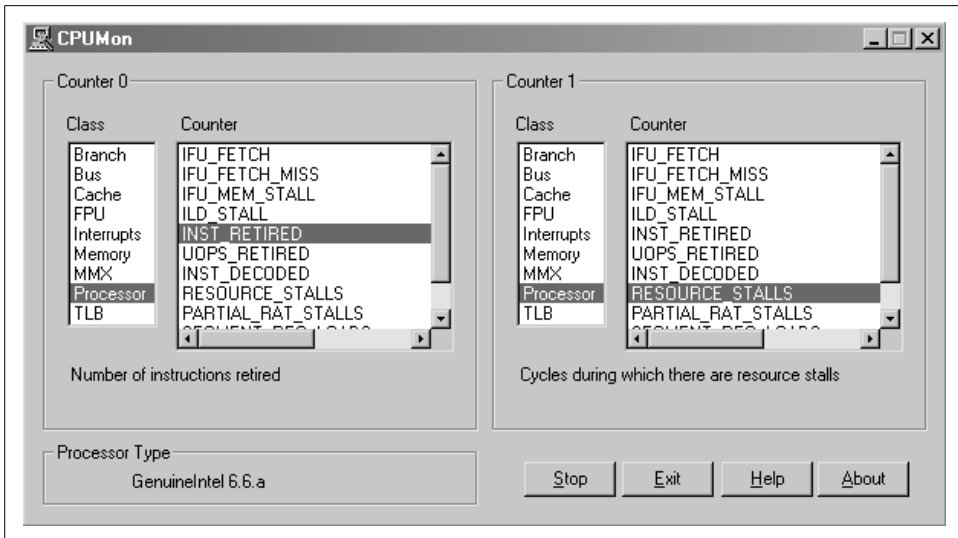 CPUMon
Counter 0
Class Counter
Branch
Bus
Cache
FPU
Interrupts
Memory
MMX
Processor
TLB
IFU_FETCH
IFU_FETCH_MISS
IFU_MEM_STALL
ILD_STALL
INST_RETIRED
UOPS_RETIRED
INST_DECODED
RESOURCE_STALLS
PARTIAL_RAT_STALLS
Number of instructions retired
Counter 1
Class Counter
Branch
Bus
Cache
FPU
Interrupts
Memory
MMX
Processor
TLB
IFU_FETCH
IFU_FETCH_MISS
IFU_MEM_STALL
ILD_STALL
INST_RETIRED
UOPS_RETIRED
INST_DECODED
RESOURCE_STALLS
PARTIAL_RAT_STALLS
Cycles during which there are resource stalls
Processor Type
GenuineIntel 6.6.a
Stop Exit Help About